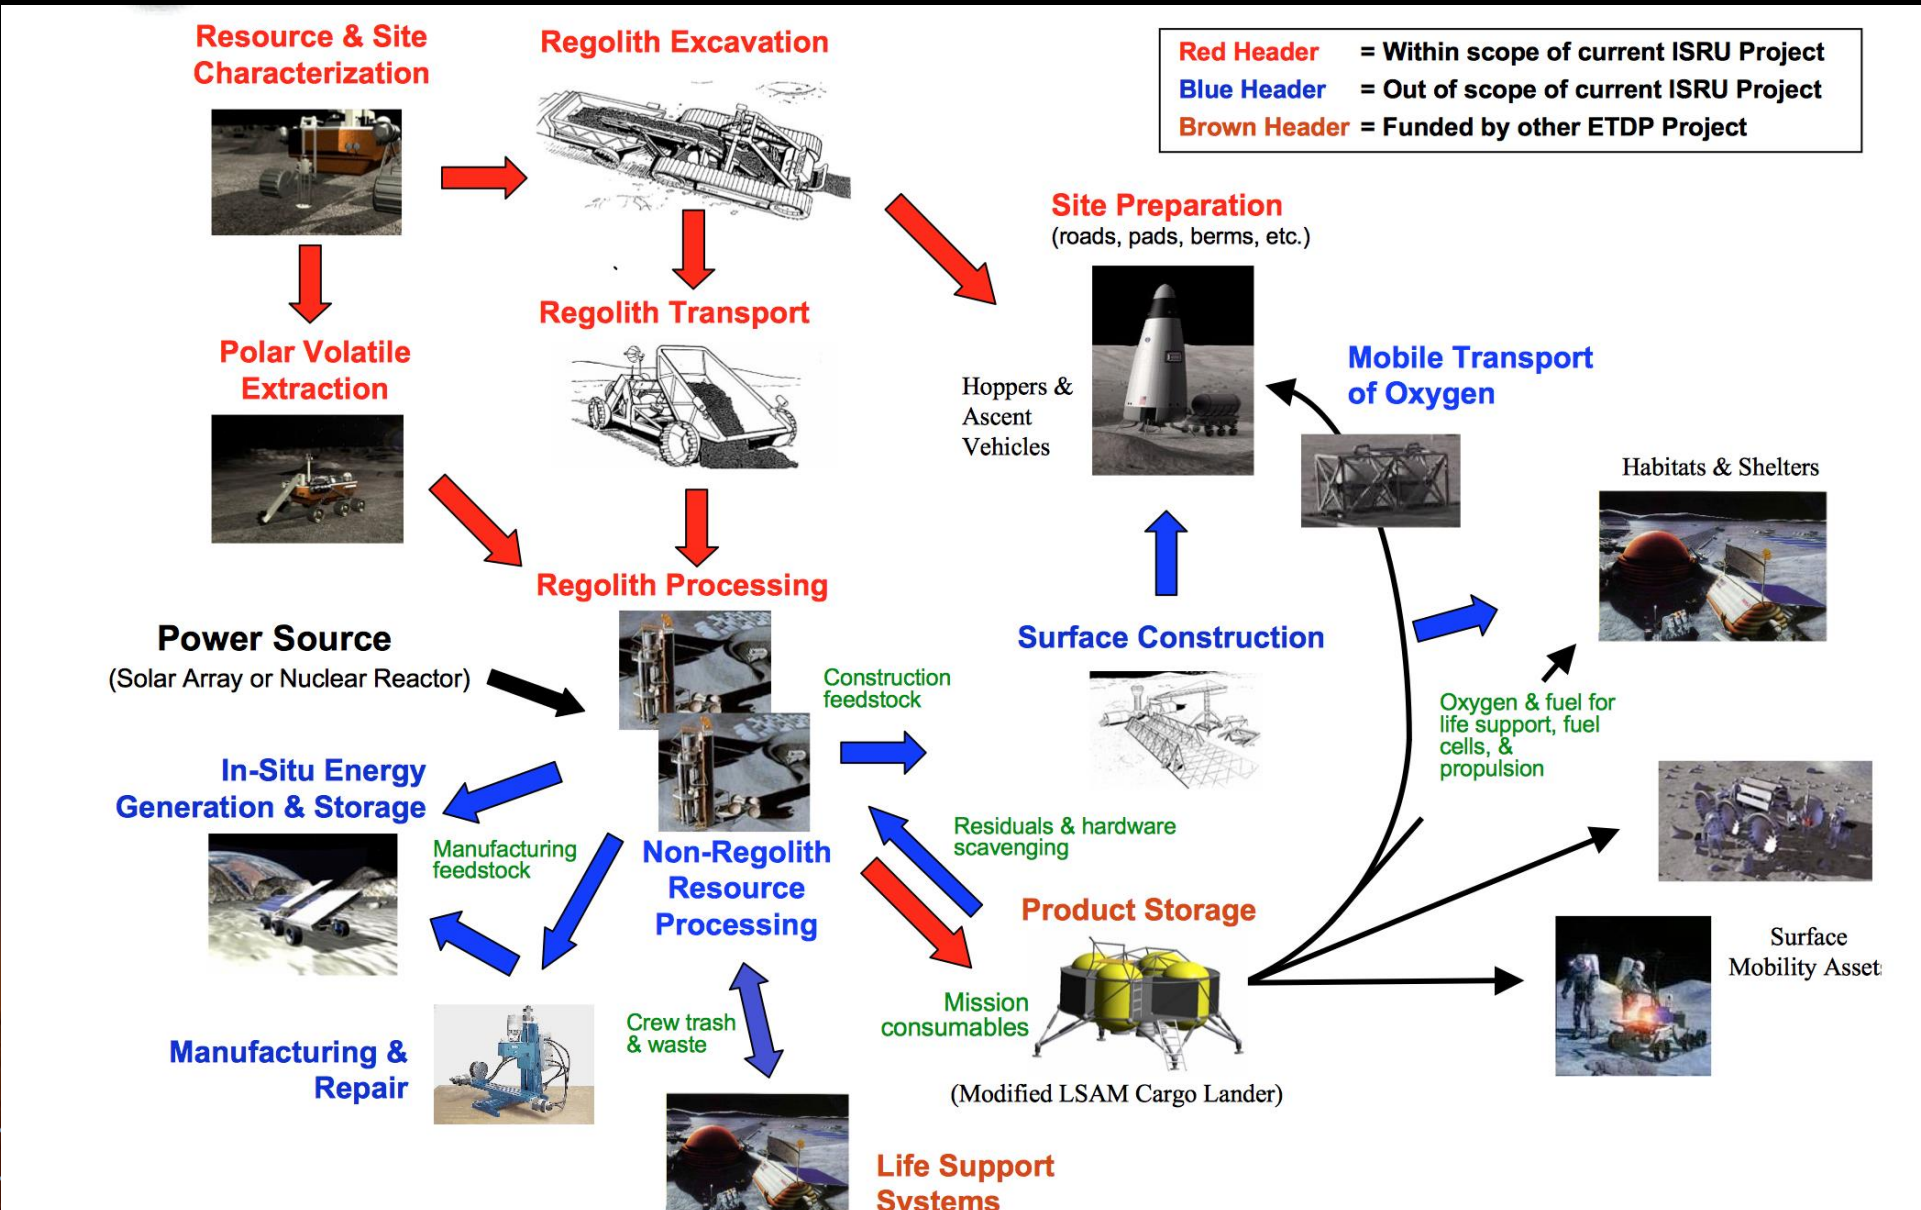 Resource & Site
Characterization
Regolith Excavation
Red Header = Within scope of current ISRU Project
Blue Header = Out of scope of current ISRU Project
Brown Header = Funded by other ETDP Project
Site Preparation
(roads, pads, berms, etc.)
Regolith Transport
Polar Volatile
Extraction
Hoppers &
Ascent
Vehicles
Mobile Transport
of Oxygen
Habitats & Shelters
Regolith Processing
Power Source
(Solar Array or Nuclear Reactor)
Construction
feedstock
Surface Construction
Oxygen & fuel for
life support, fuel
cells, &
propulsion
In-Situ Energy
Generation & Storage
Manufacturing
feedstock
Non-Regolith
Resource
Processing
Residuals & hardware
scavenging
Product Storage
Surface
Mobility Asset
Mission
consumables
Crew trash
& waste
Manufacturing &
Repair
(Modified LSAM Cargo Lander)
Life Support
Systems